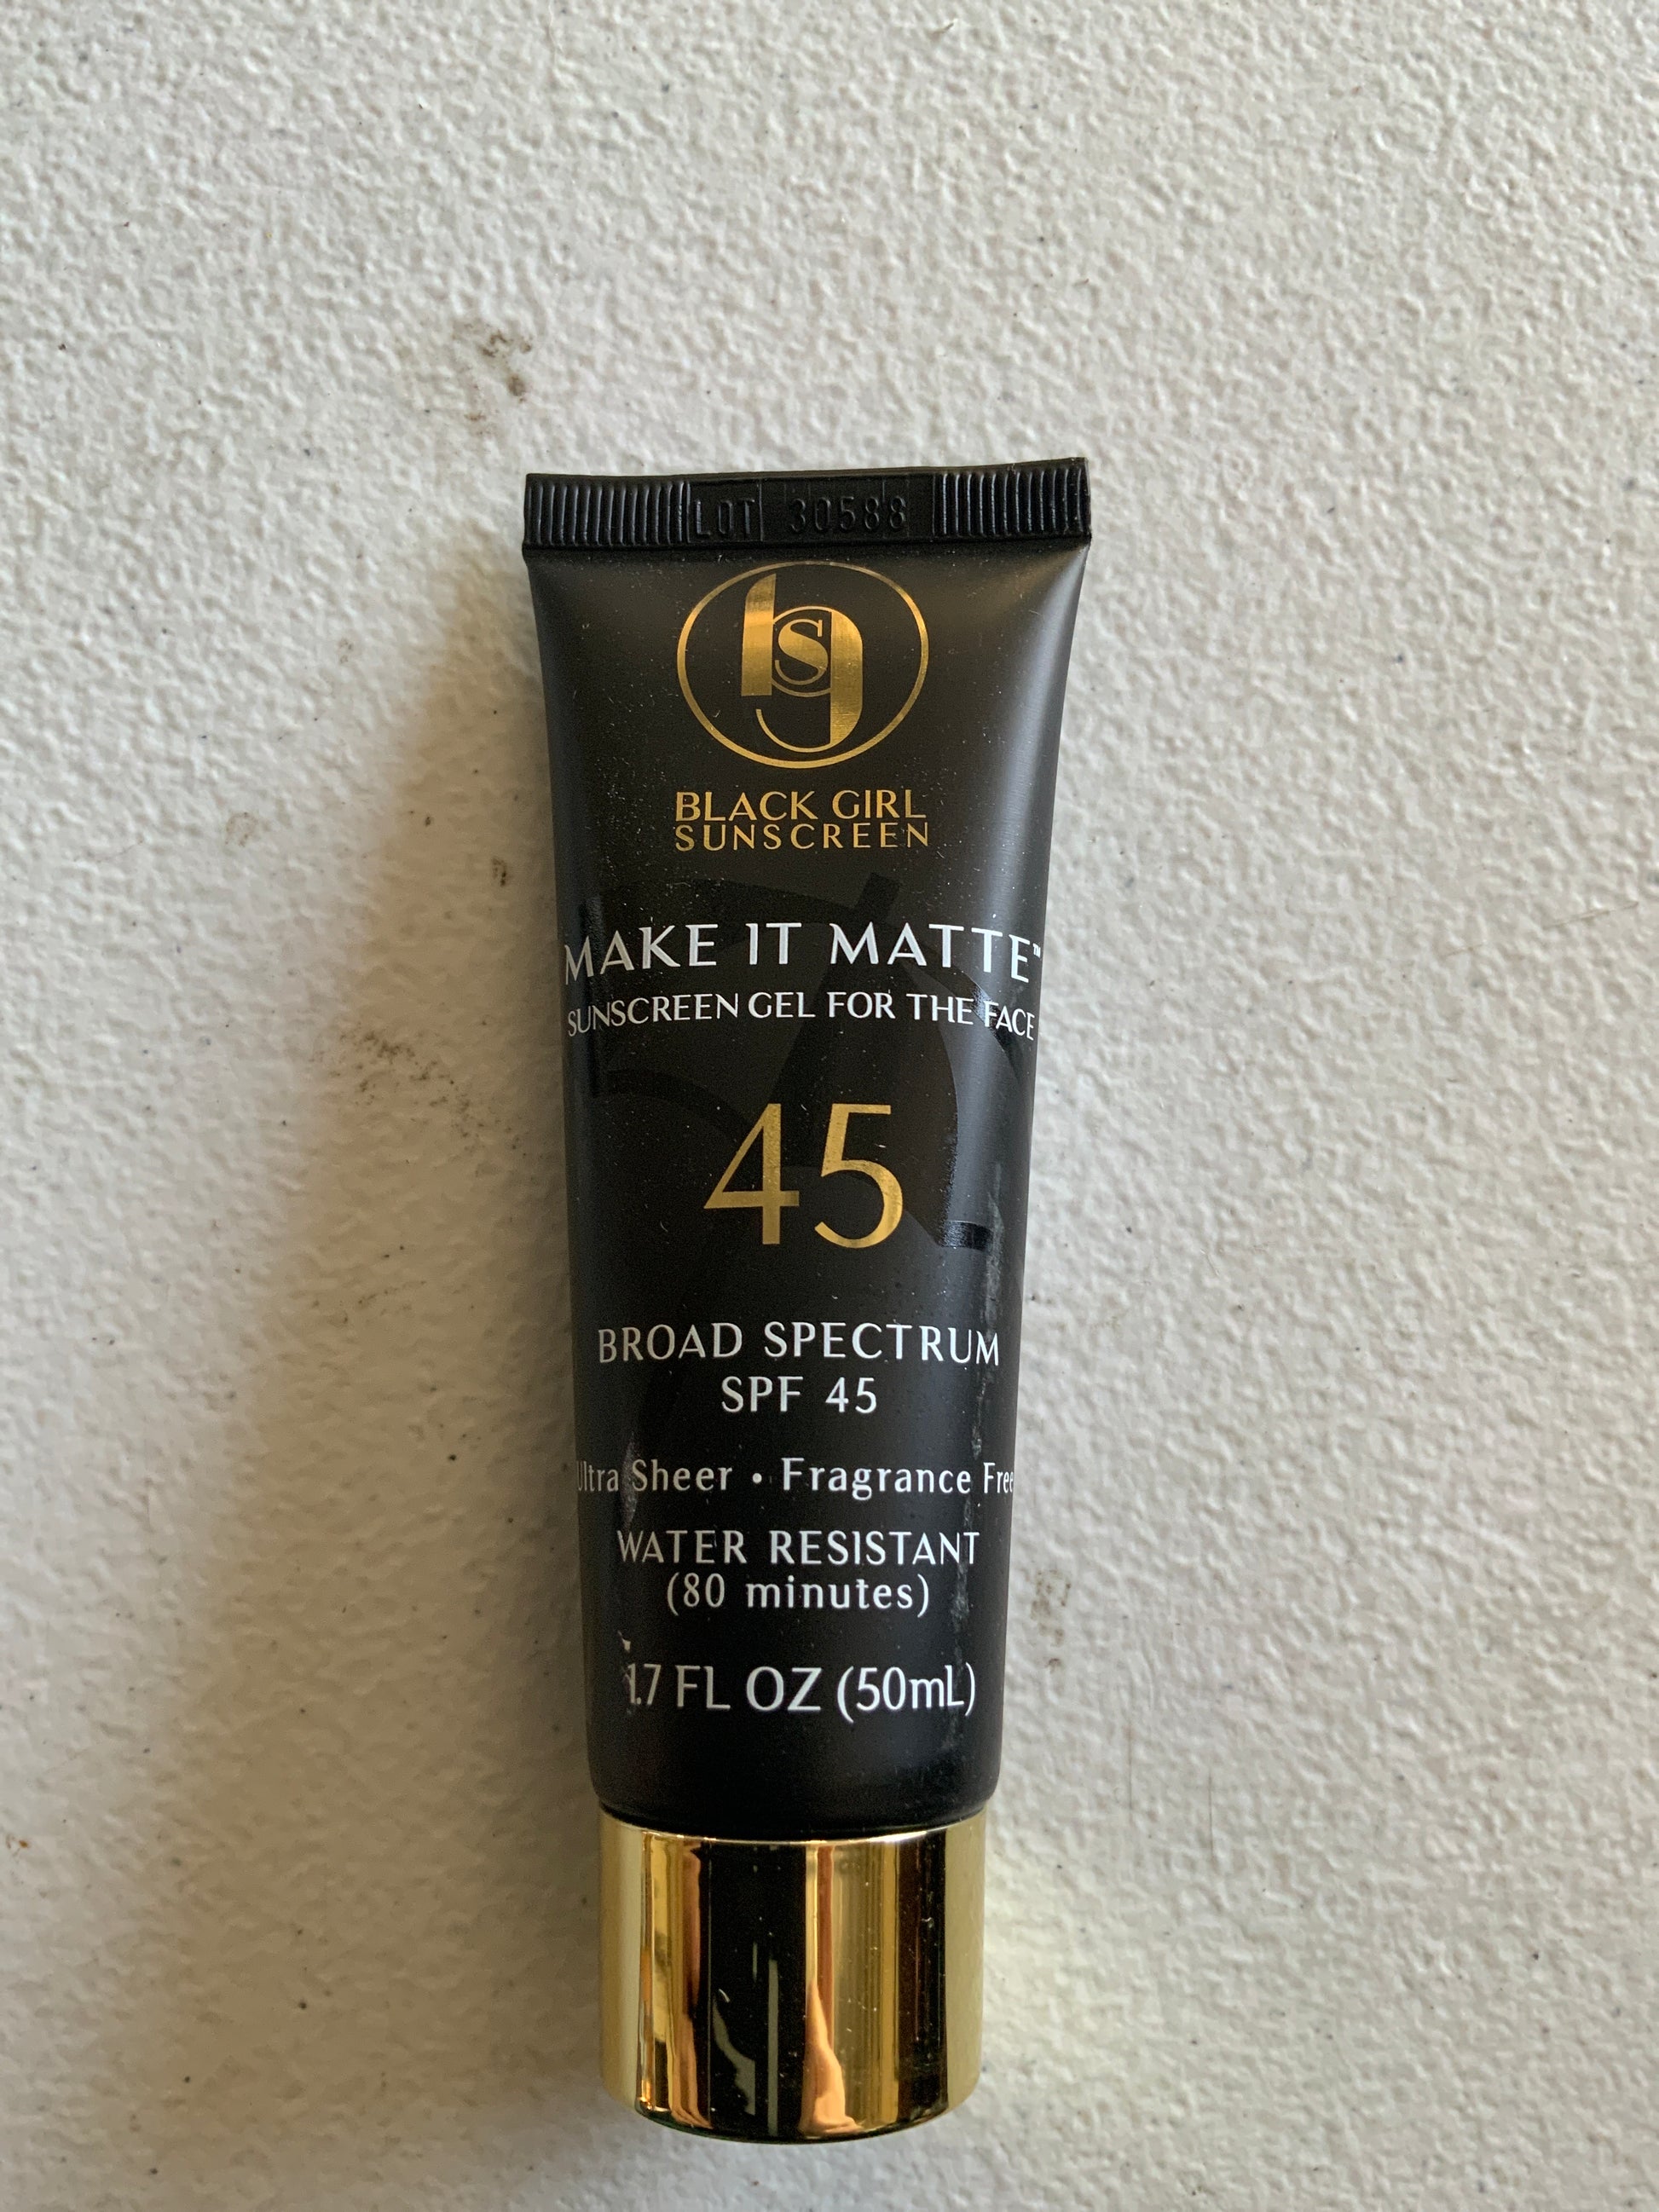 LOT 30588
bsg
BLACK GIRL
SUNSCREEN
MAKE IT MATTE™
SUNSCREEN GEL FOR THE FACE
45
BROAD SPECTRUM
SPF 45
Ultra Sheer • Fragrance Free
WATER RESISTANT
(80 minutes)
1.7 FL OZ (50mL)